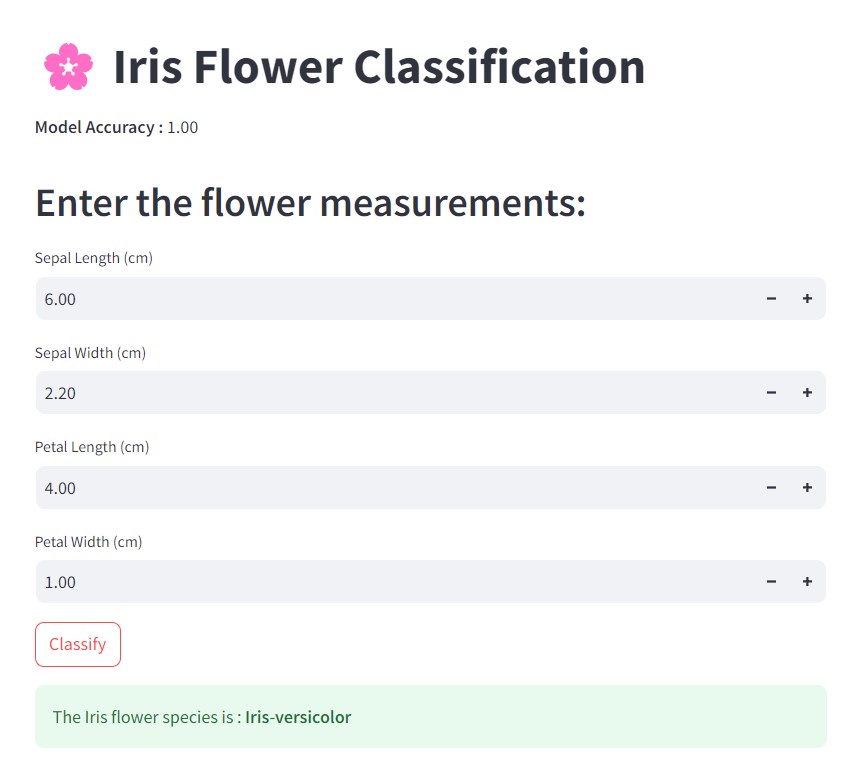 Iris Flower Classification
Model Accuracy : 1.00
Enter the flower measurements:
Sepal Length (cm)
6.00
Sepal Width (cm)
2.20
Petal Length (cm)
4.00
Petal Width (cm)
1.00
Classify
The Iris flower species is : Iris-versicolor